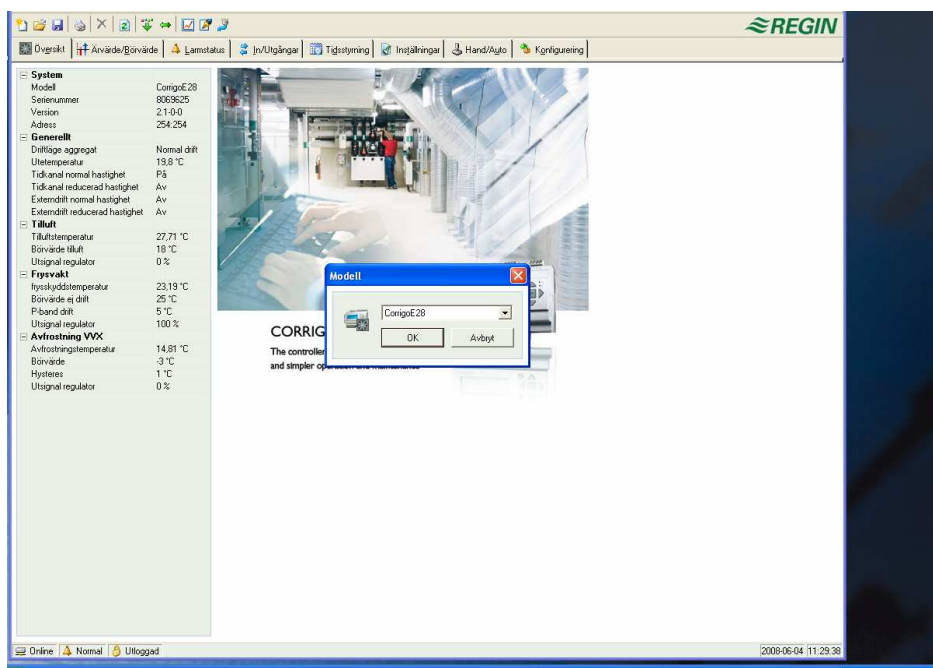 REGIN
Översikt Ärvärde/Börvärde Larmstatus In/Utgångar Tidsstyrning Inställningar Hand/Auto Konfigurering
System
Modell CorrigoE28
Serienummer 8069625
Version 2.1-0-0
Adress 254:254
Generellt
Driftläge aggregat Normal drift
Utetemperatur 19,8 °C
Tidkanal normal hastighet På
Tidkanal reducerad hastighet Av
Externdrift normal hastighet Av
Externdrift reducerad hastighet Av
Tilluft
Tilluftstemperatur 27,71 °C
Börvärde tilluft 18 °C
Utsignal regulator 0 %
Frysvakt
frysskyddstemperatur 23,19 °C
Börvärde ej drift 25 °C
P-band drift 5 °C
Utsignal regulator 100 %
Avfrostning VVX
Avfrostningstemperatur 14,81 °C
Börvärde -3 °C
Hysteres 1 °C
Utsignal regulator 0 %
Modell
CorrigoE28
OK Avbryt
CORRIG
The controller
and simpler operation and maintenance
Online Normal Utloggad 2008-06-04 11:29:38